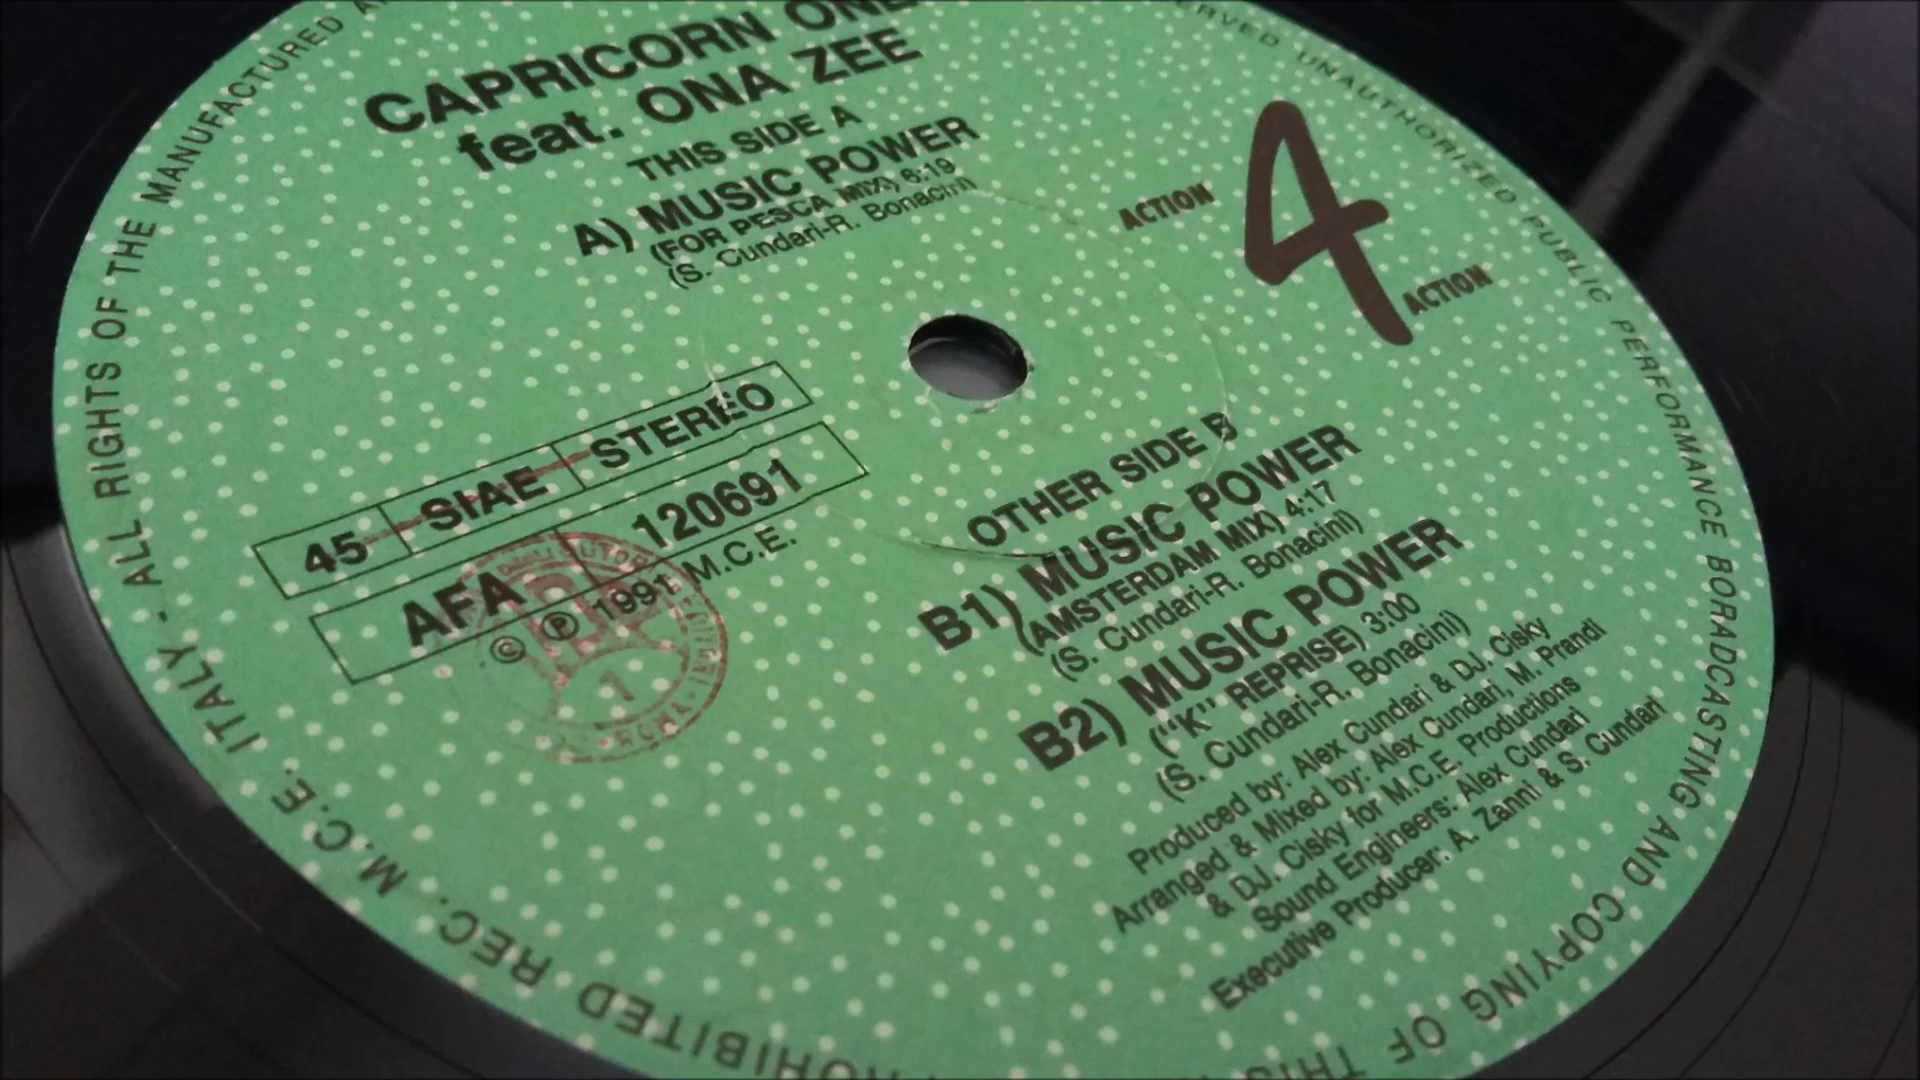 CAPRICORN ONE
feat. ONA ZEE
THIS SIDE A
A) MUSIC POWER
(FOR PESCA MIX) 6:19
(S. Cundari-R. Bonacini)
ACTION
4
ACTION
45 SIAE STEREO
AFA 120691
© ℗ 1991 M.C.E.
1
ROMA
OTHER SIDE B
B1) MUSIC POWER
(AMSTERDAM MIX) 4:17
(S. Cundari-R. Bonacini)
B2) MUSIC POWER
("K" REPRISE) 3:00
(S. Cundari-R. Bonacini)
Produced by: Alex Cundari & DJ. Cisky
Arranged & Mixed by: Alex Cundari, M. Prandi
& DJ. Cisky for M.C.E. Productions
Sound Engineers: Alex Cundari
Executive Producer: A. Zanni & S. Cundari
REC. M.C.E. ITALY - ALL RIGHTS OF THE MANUFACTURED
UNAUTHORIZED PUBLIC PERFORMANCE BORADCASTING AND COPYING OF THIS